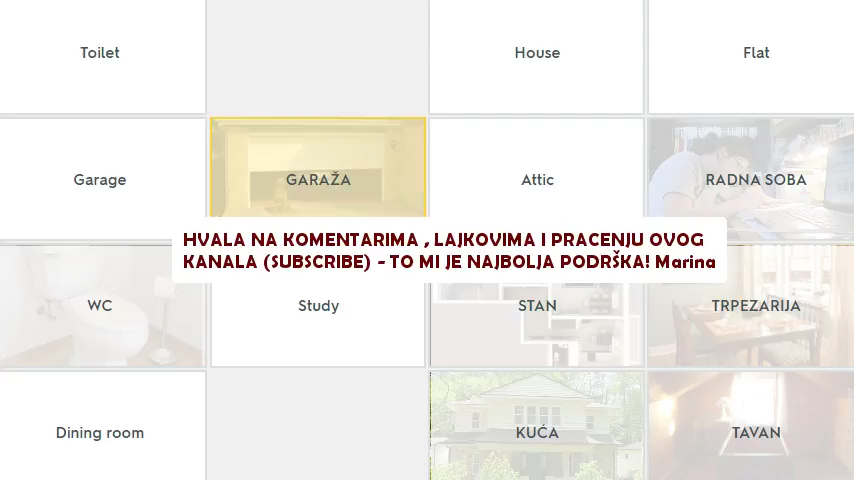 Toilet
House
Flat
Garage
GARAŽA
Attic
RADNA SOBA
HVALA NA KOMENTARIMA , LAJKOVIMA I PRACENJU OVOG
KANALA (SUBSCRIBE) - TO MI JE NAJBOLJA PODRŠKA! Marina
WC
Study
STAN
TRPEZARIJA
Dining room
KUĆA
TAVAN